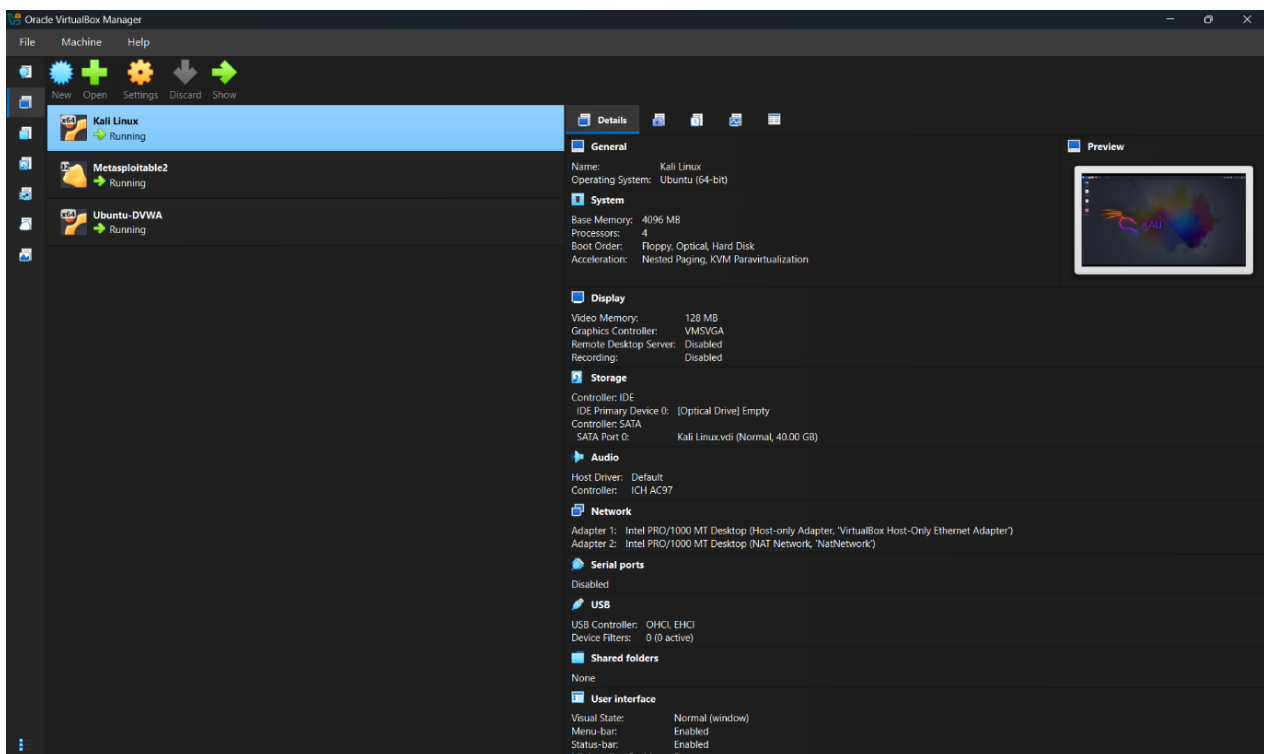 Oracle VirtualBox Manager
File Machine Help
New Open Settings Discard Show
Kali Linux
Running
Metasploitable2
Running
Ubuntu-DVWA
Running
Details
General
Name: Kali Linux
Operating System: Ubuntu (64-bit)
System
Base Memory: 4096 MB
Processors: 4
Boot Order: Floppy, Optical, Hard Disk
Acceleration: Nested Paging, KVM Paravirtualization
Preview
KALI
Display
Video Memory: 128 MB
Graphics Controller: VMSVGA
Remote Desktop Server: Disabled
Recording: Disabled
Storage
Controller: IDE
IDE Primary Device 0: [Optical Drive] Empty
Controller: SATA
SATA Port 0: Kali Linux.vdi (Normal, 40.00 GB)
Audio
Host Driver: Default
Controller: ICH AC97
Network
Adapter 1: Intel PRO/1000 MT Desktop (Host-only Adapter, 'VirtualBox Host-Only Ethernet Adapter')
Adapter 2: Intel PRO/1000 MT Desktop (NAT Network, 'NatNetwork')
Serial ports
Disabled
USB
USB Controller: OHCI, EHCI
Device Filters: 0 (0 active)
Shared folders
None
User interface
Visual State: Normal (window)
Menu-bar: Enabled
Status-bar: Enabled